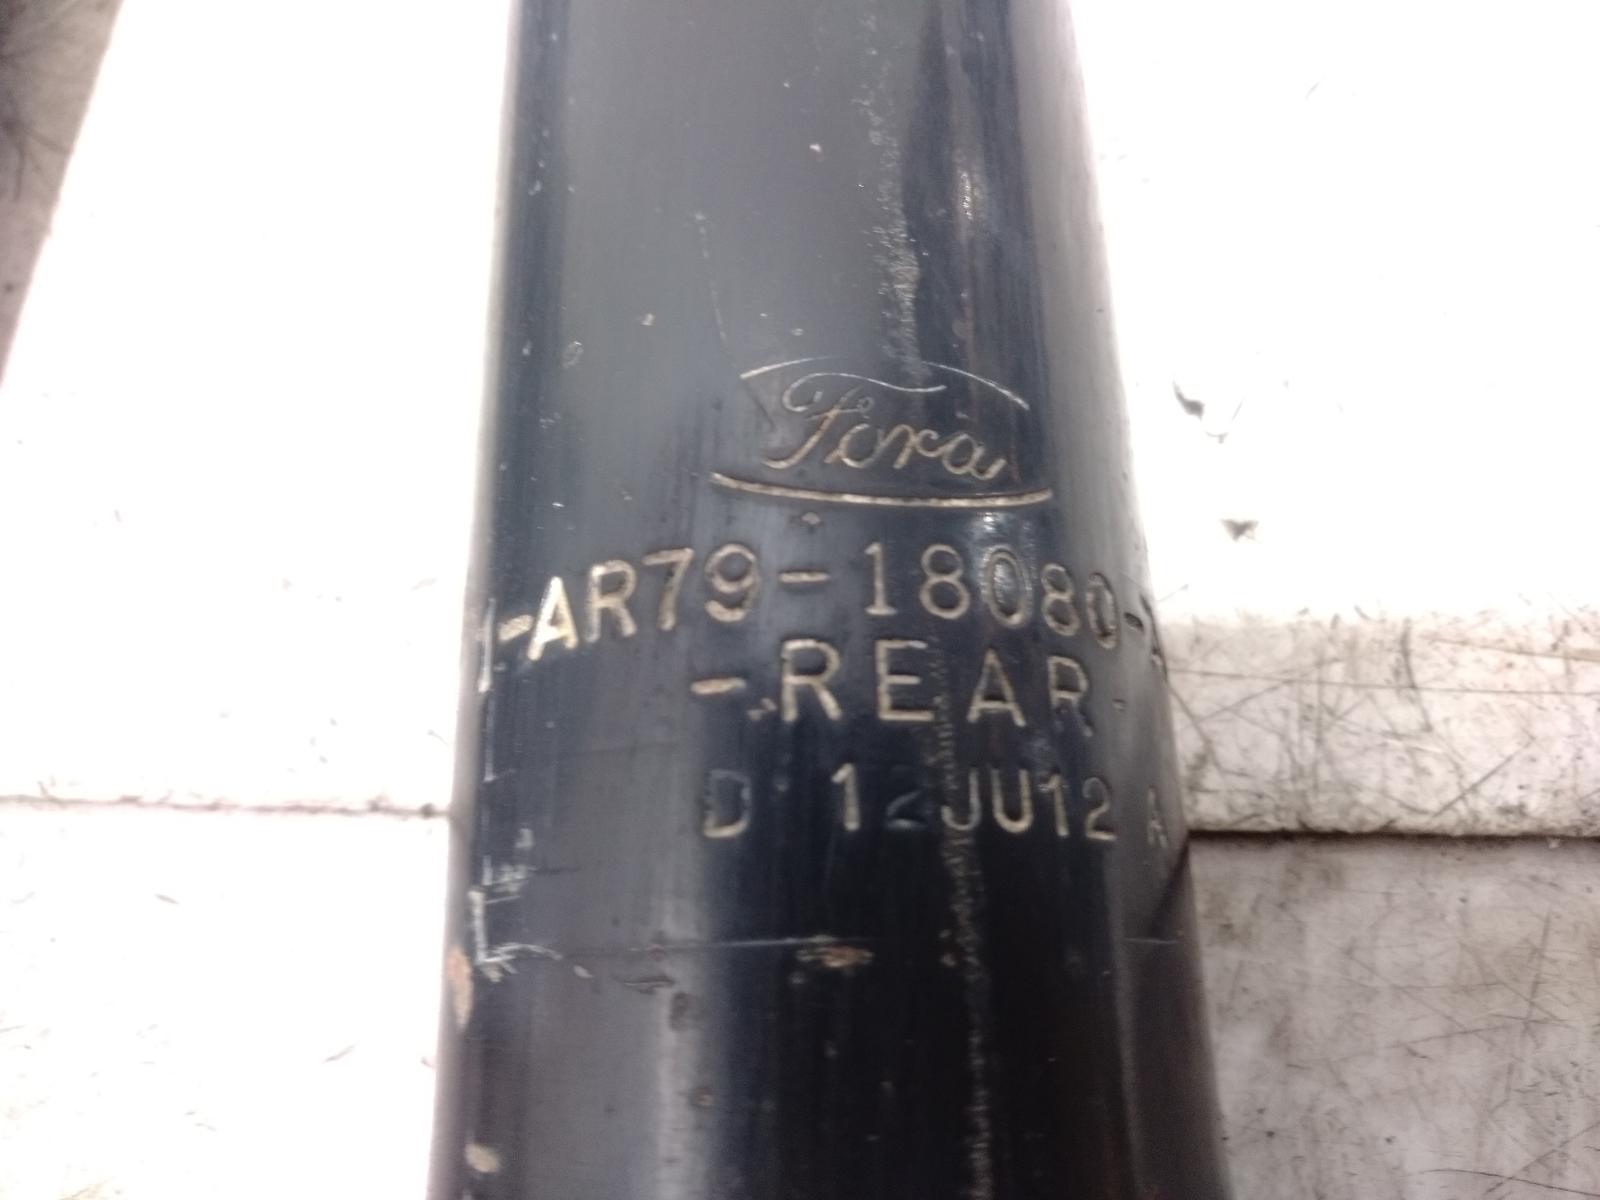 Ford
-AR79-18080-A
-REAR-
D 12JU12 A